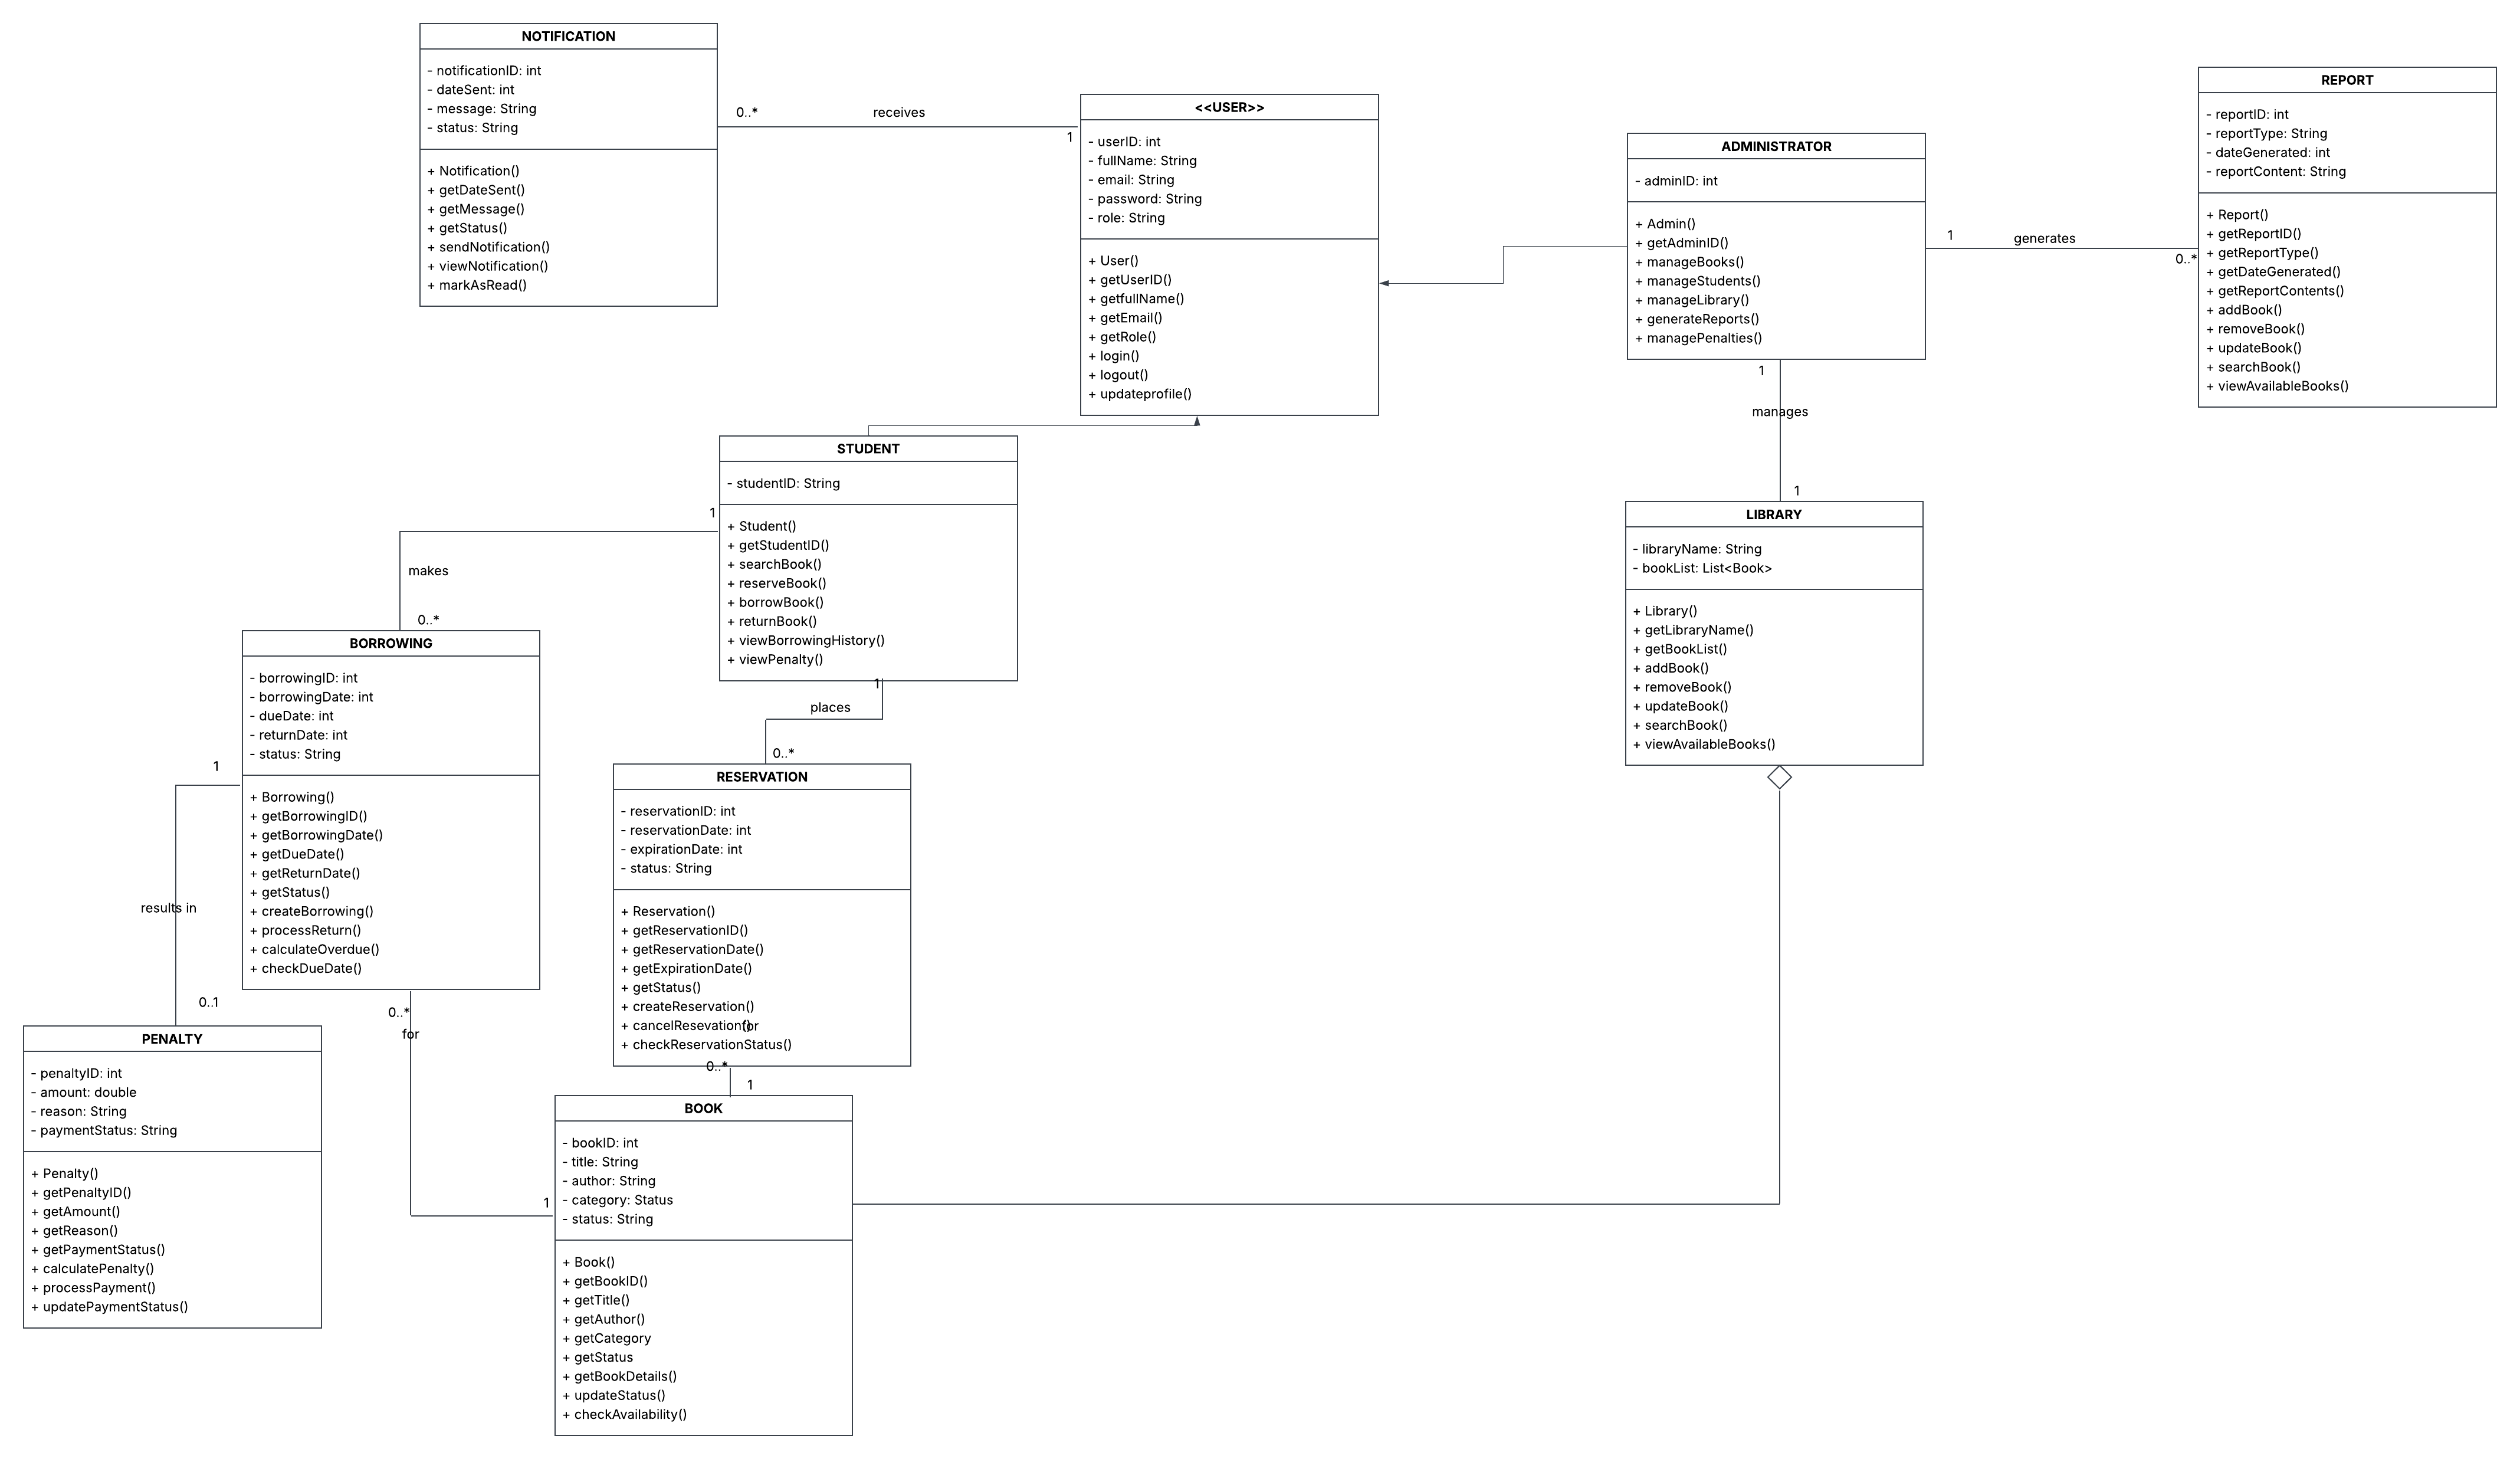 NOTIFICATION
- notificationID: int
- dateSent: int
- message: String
- status: String
+ Notification()
+ getDateSent()
+ getMessage()
+ getStatus()
+ sendNotification()
+ viewNotification()
+ markAsRead()
0..*
receives
1
<<USER>>
- userID: int
- fullName: String
- email: String
- password: String
- role: String
+ User()
+ getUserID()
+ getfullName()
+ getEmail()
+ getRole()
+ login()
+ logout()
+ updateprofile()
ADMINISTRATOR
- adminID: int
+ Admin()
+ getAdminID()
+ manageBooks()
+ manageStudents()
+ manageLibrary()
+ generateReports()
+ managePenalties()
1
generates
0..*
REPORT
- reportID: int
- reportType: String
- dateGenerated: int
- reportContent: String
+ Report()
+ getReportID()
+ getReportType()
+ getDateGenerated()
+ getReportContents()
+ addBook()
+ removeBook()
+ updateBook()
+ searchBook()
+ viewAvailableBooks()
1
manages
1
STUDENT
- studentID: String
+ Student()
+ getStudentID()
+ searchBook()
+ reserveBook()
+ borrowBook()
+ returnBook()
+ viewBorrowingHistory()
+ viewPenalty()
1
makes
0..*
LIBRARY
- libraryName: String
- bookList: List<Book>
+ Library()
+ getLibraryName()
+ getBookList()
+ addBook()
+ removeBook()
+ updateBook()
+ searchBook()
+ viewAvailableBooks()
BORROWING
- borrowingID: int
- borrowingDate: int
- dueDate: int
- returnDate: int
- status: String
+ Borrowing()
+ getBorrowingID()
+ getBorrowingDate()
+ getDueDate()
+ getReturnDate()
+ getStatus()
+ createBorrowing()
+ processReturn()
+ calculateOverdue()
+ checkDueDate()
1
places
0..*
RESERVATION
- reservationID: int
- reservationDate: int
- expirationDate: int
- status: String
+ Reservation()
+ getReservationID()
+ getReservationDate()
+ getExpirationDate()
+ getStatus()
+ createReservation()
+ cancelResevation()
+ checkReservationStatus()
for
0..*
1
1
results in
0..1
0..*
for
1
PENALTY
- penaltyID: int
- amount: double
- reason: String
- paymentStatus: String
+ Penalty()
+ getPenaltyID()
+ getAmount()
+ getReason()
+ getPaymentStatus()
+ calculatePenalty()
+ processPayment()
+ updatePaymentStatus()
BOOK
- bookID: int
- title: String
- author: String
- category: Status
- status: String
+ Book()
+ getBookID()
+ getTitle()
+ getAuthor()
+ getCategory
+ getStatus
+ getBookDetails()
+ updateStatus()
+ checkAvailability()